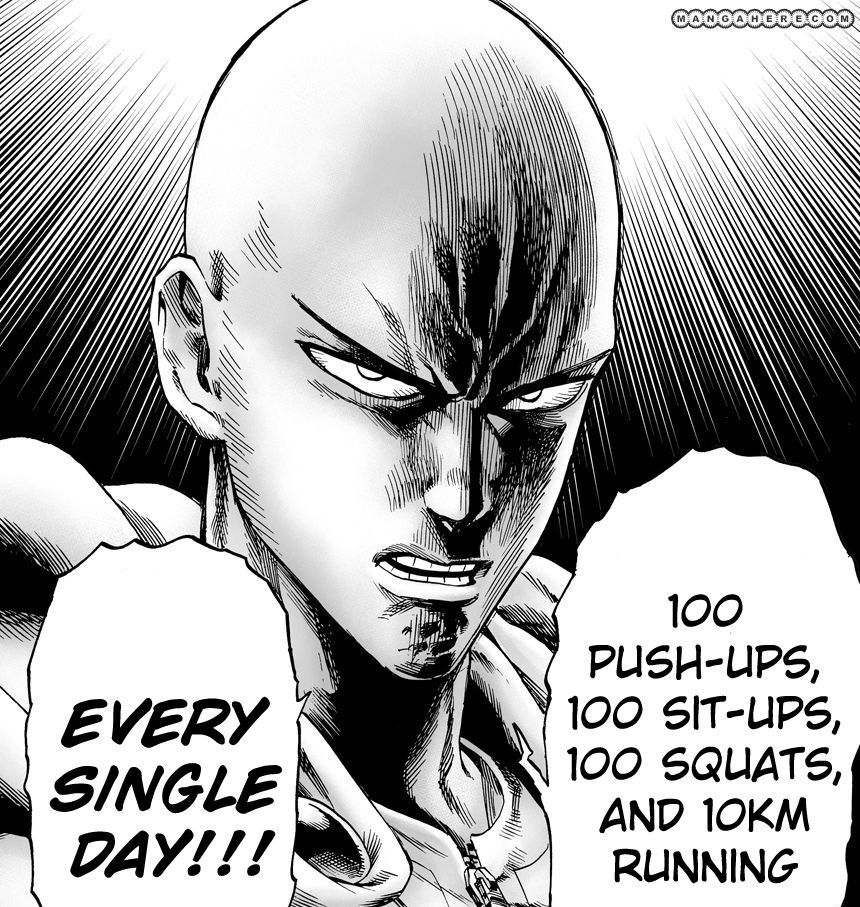 MANGAHERE.COM
100
PUSH-UPS,
100 SIT-UPS,
100 SQUATS,
AND 10KM
RUNNING
EVERY
SINGLE
DAY!!!